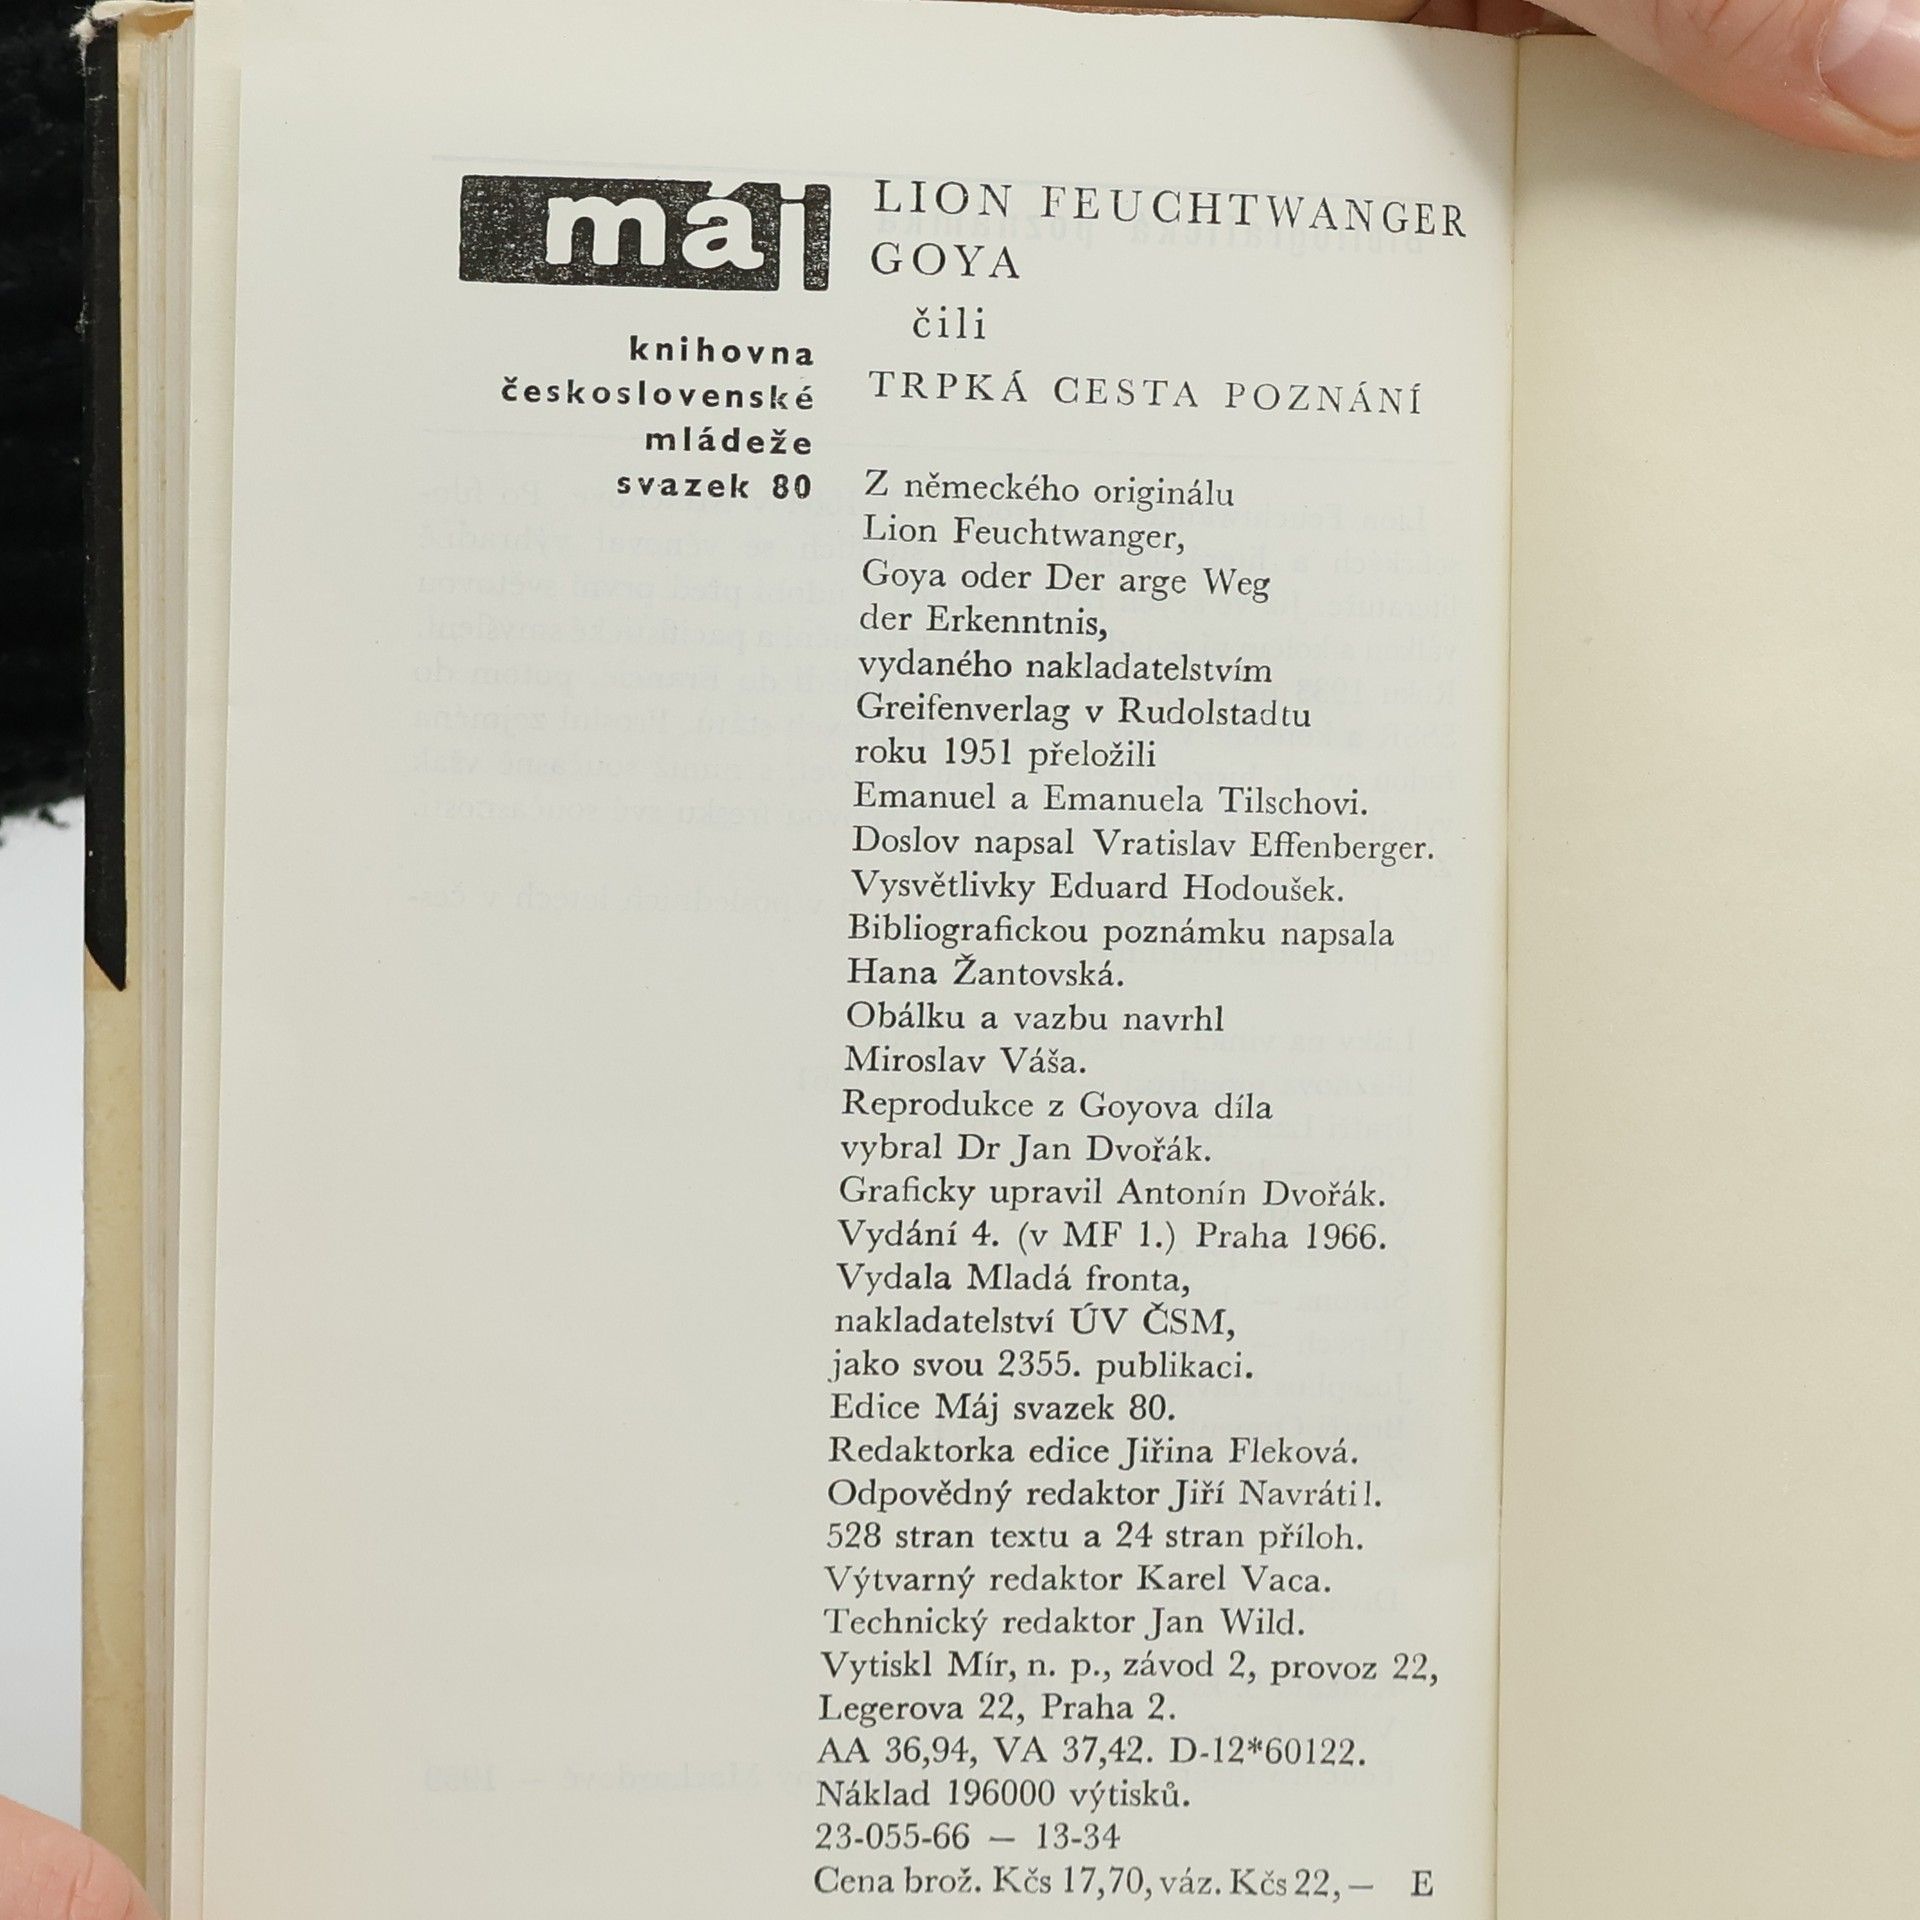 máj
knihovna
československé
mládeže
svazek 80
LION FEUCHTWANGER
GOYA
čili
TRPKÁ CESTA POZNÁNÍ
Z německého originálu
Lion Feuchtwanger,
Goya oder Der arge Weg
der Erkenntnis,
vydaného nakladatelstvím
Greifenverlag v Rudolstadtu
roku 1951 přeložili
Emanuel a Emanuela Tilschovi.
Doslov napsal Vratislav Effenberger.
Vysvětlivky Eduard Hodoušek.
Bibliografickou poznámku napsala
Hana Žantovská.
Obálku a vazbu navrhl
Miroslav Váša.
Reprodukce z Goyova díla
vybral Dr Jan Dvořák.
Graficky upravil Antonín Dvořák.
Vydání 4. (v MF 1.) Praha 1966.
Vydala Mladá fronta,
nakladatelství ÚV ČSM,
jako svou 2355. publikaci.
Edice Máj svazek 80.
Redaktorka edice Jiřina Fleková.
Odpovědný redaktor Jiří Navrátil.
528 stran textu a 24 stran příloh.
Výtvarný redaktor Karel Vaca.
Technický redaktor Jan Wild.
Vytiskl Mír, n. p., závod 2, provoz 22,
Legerova 22, Praha 2.
AA 36,94, VA 37,42. D-12*60122.
Náklad 196000 výtisků.
23-055-66 — 13-34
Cena brož. Kčs 17,70, váz. Kčs 22,— E